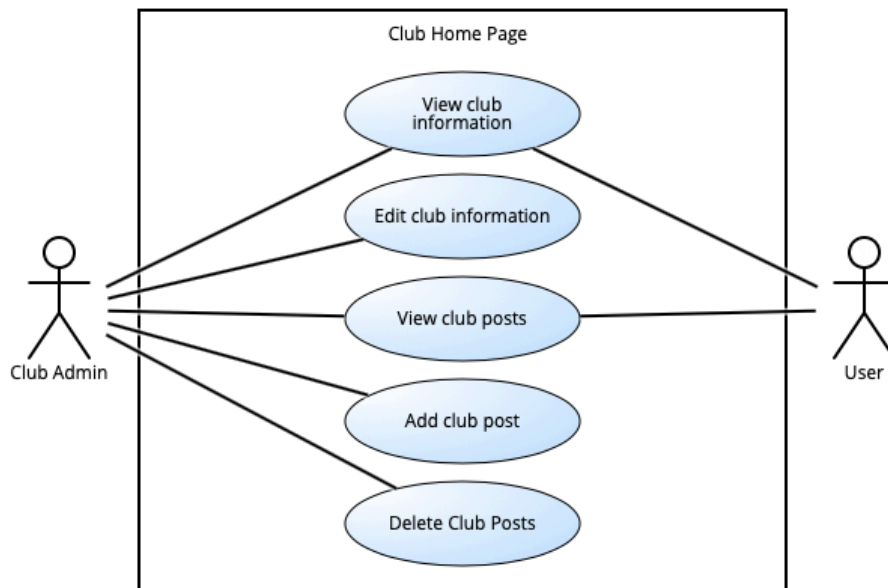 Club Home Page
View club
information
Edit club information
View club posts
Club Admin
User
Add club post
Delete Club Posts